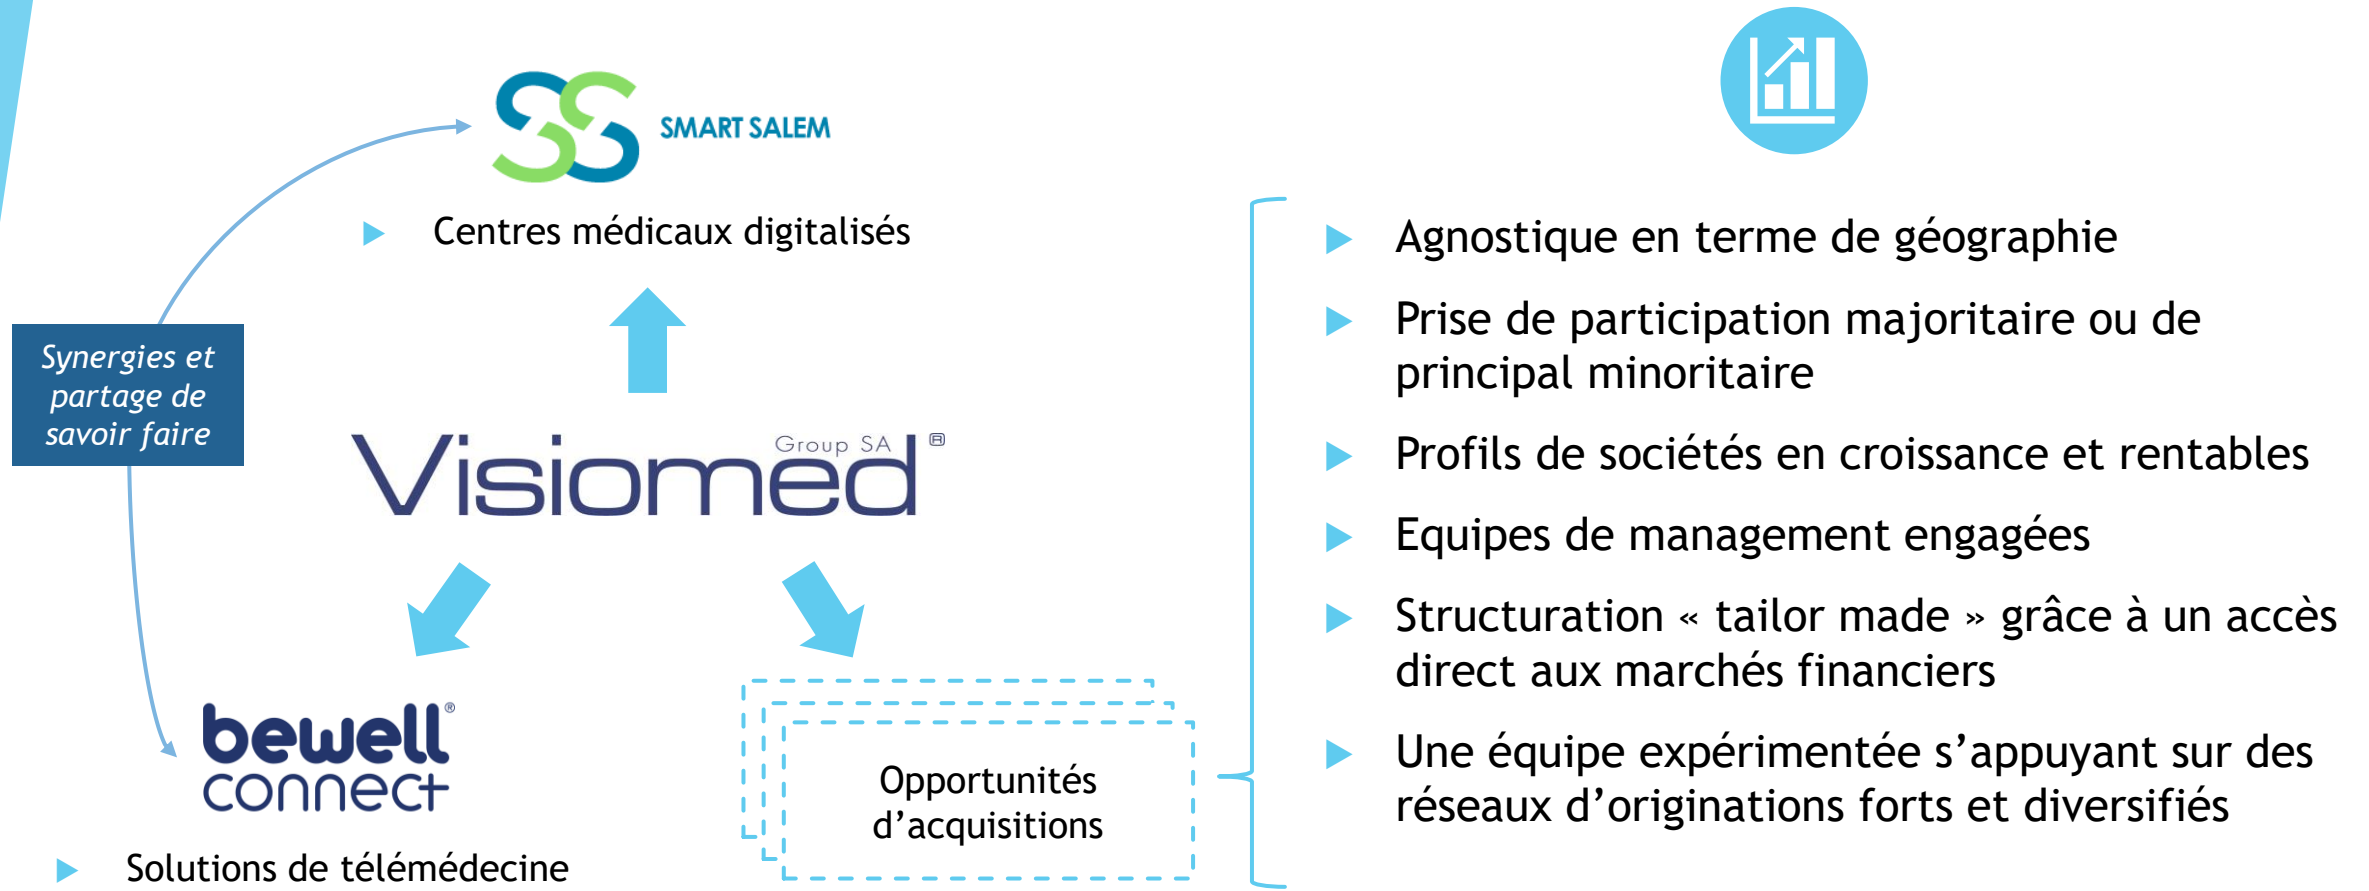 SMART SALEM
Centres médicaux digitalisés
Synergies et
partage de
savoir faire
Group SA
Visiomed®
bewell®
connect
Solutions de télémédecine
Opportunités
d’acquisitions
Agnostique en terme de géographie
Prise de participation majoritaire ou de
principal minoritaire
Profils de sociétés en croissance et rentables
Equipes de management engagées
Structuration « tailor made » grâce à un accès
direct aux marchés financiers
Une équipe expérimentée s’appuyant sur des
réseaux d’originations forts et diversifiés